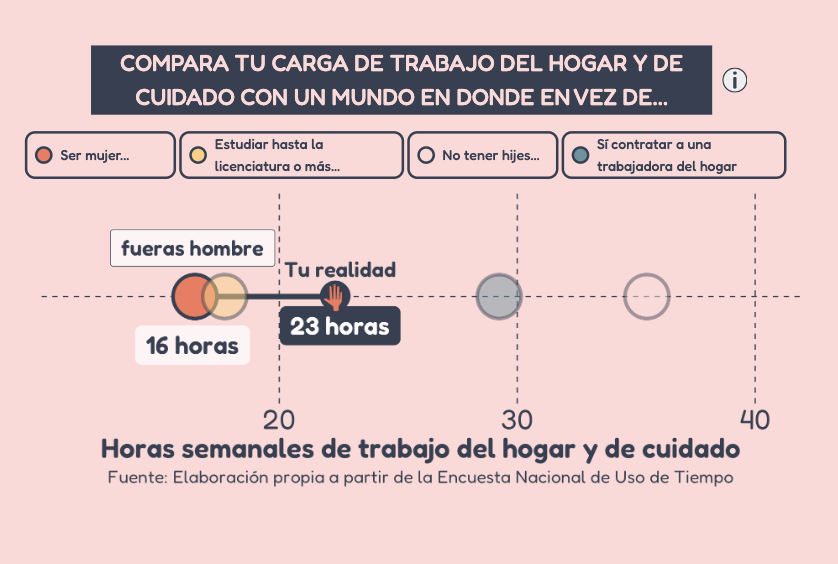 COMPARA TU CARGA DE TRABAJO DEL HOGAR Y DE
CUIDADO CON UN MUNDO EN DONDE EN VEZ DE...
i
Ser mujer...
Estudiar hasta la
licenciatura o más...
No tener hijes...
Sí contratar a una
trabajadora del hogar
fueras hombre
Tu realidad
23 horas
16 horas
20 30 40
Horas semanales de trabajo del hogar y de cuidado
Fuente: Elaboración propia a partir de la Encuesta Nacional de Uso de Tiempo